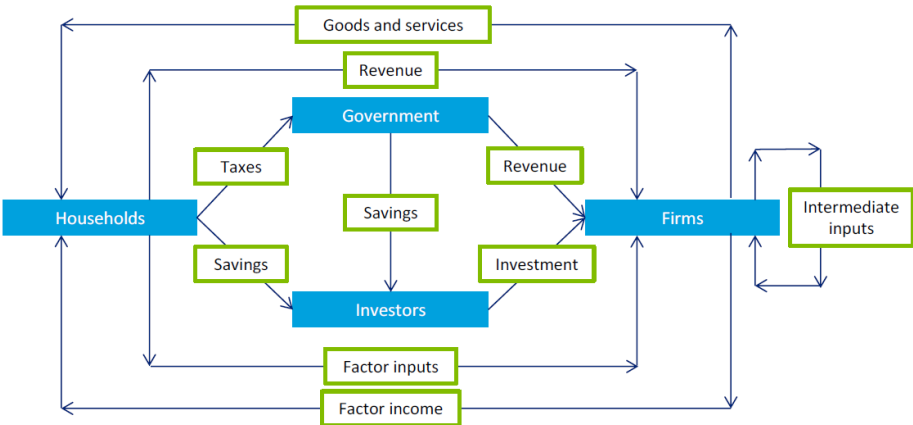 Goods and services
Revenue
Government
Taxes
Revenue
Households
Savings
Firms
Intermediate
inputs
Savings
Investment
Investors
Factor inputs
Factor income